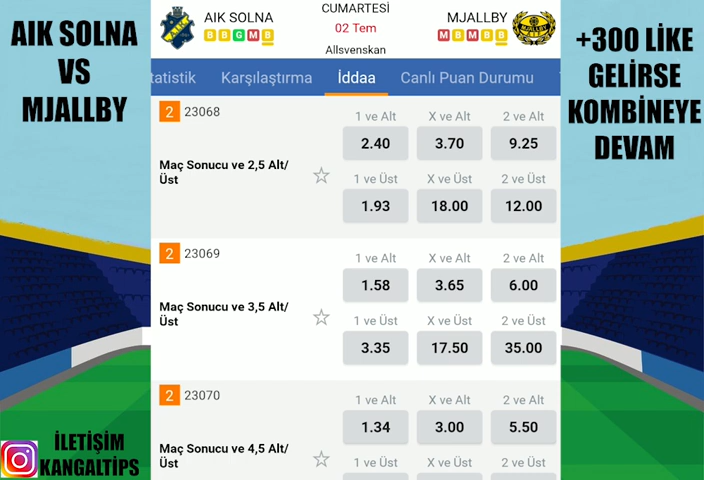 AIK SOLNA
VS
MJALLBY
AIK SOLNA
B B G M B
CUMARTESİ
02 Tem
Allsvenskan
MJALLBY
M B M B B
+300 LİKE
GELİRSE
KOMBİNEYE
DEVAM
tatistik Karşılaştırma İddaa Canlı Puan Durumu
2 23068
Maç Sonucu ve 2,5 Alt/
Üst
1 ve Alt X ve Alt 2 ve Alt
2.40 3.70 9.25
1 ve Üst X ve Üst 2 ve Üst
1.93 18.00 12.00
2 23069
Maç Sonucu ve 3,5 Alt/
Üst
1 ve Alt X ve Alt 2 ve Alt
1.58 3.65 6.00
1 ve Üst X ve Üst 2 ve Üst
3.35 17.50 35.00
2 23070
Maç Sonucu ve 4,5 Alt/
Üst
1 ve Alt X ve Alt 2 ve Alt
1.34 3.00 5.50
1 ve Üst X ve Üst 2 ve Üst
İLETİŞİM
KANGALTİPS